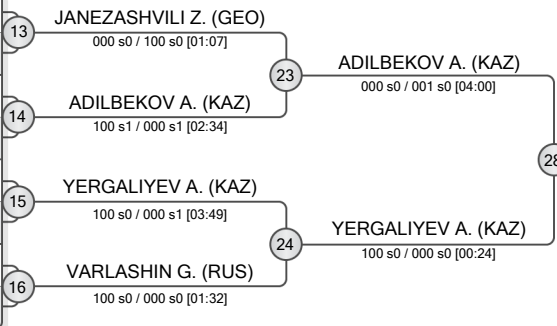 13
JANEZASHVILI Z. (GEO)
000 s0 / 100 s0 [01:07]
23
ADILBEKOV A. (KAZ)
000 s0 / 001 s0 [04:00]
14
ADILBEKOV A. (KAZ)
100 s1 / 000 s1 [02:34]
28
15
YERGALIYEV A. (KAZ)
100 s0 / 000 s1 [03:49]
24
YERGALIYEV A. (KAZ)
100 s0 / 000 s0 [00:24]
16
VARLASHIN G. (RUS)
100 s0 / 000 s0 [01:32]